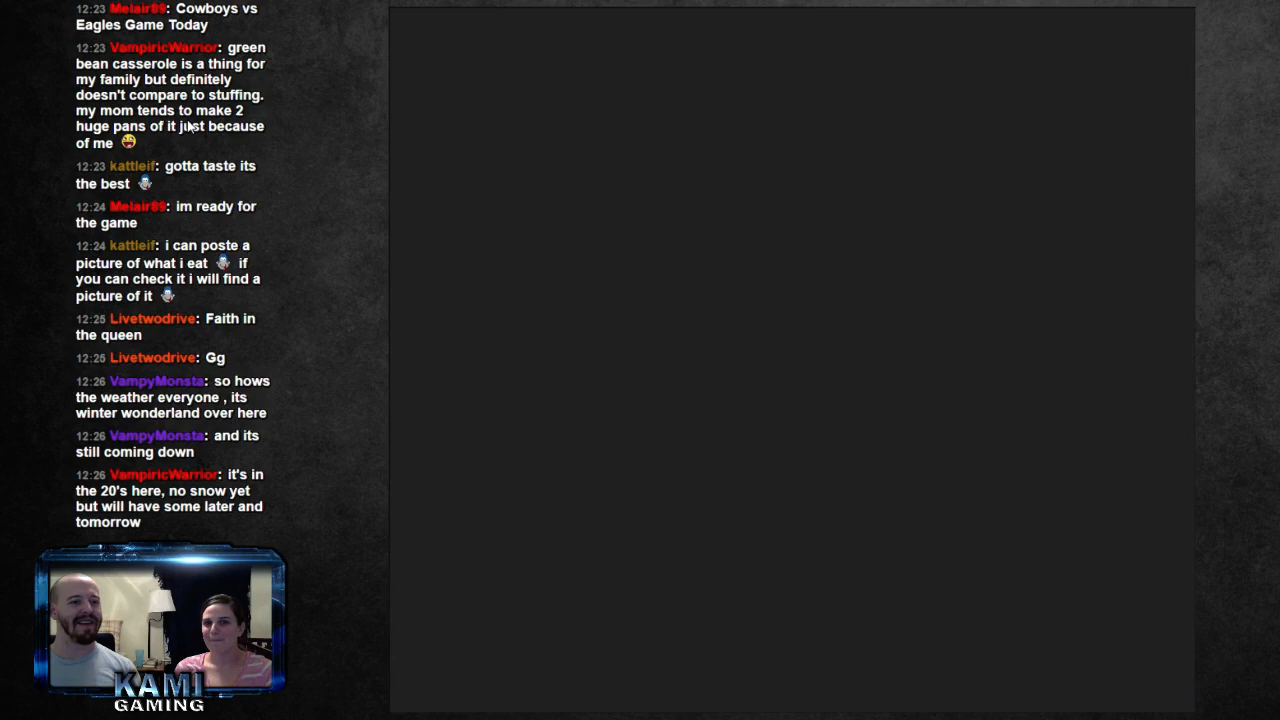 12:23 Melair89: Cowboys vs
Eagles Game Today
12:23 VampiricWarrior: green
bean casserole is a thing for
my family but definitely
doesn't compare to stuffing.
my mom tends to make 2
huge pans of it just because
of me
12:23 kattleif: gotta taste its
the best
12:24 Melair89: im ready for
the game
12:24 kattleif: i can poste a
picture of what i eat if
you can check it i will find a
picture of it
12:25 Livetwodrive: Faith in
the queen
12:25 Livetwodrive: Gg
12:26 VampyMonsta: so hows
the weather everyone , its
winter wonderland over here
12:26 VampyMonsta: and its
still coming down
12:26 VampiricWarrior: it's in
the 20's here, no snow yet
but will have some later and
tomorrow
KAMI
GAMING